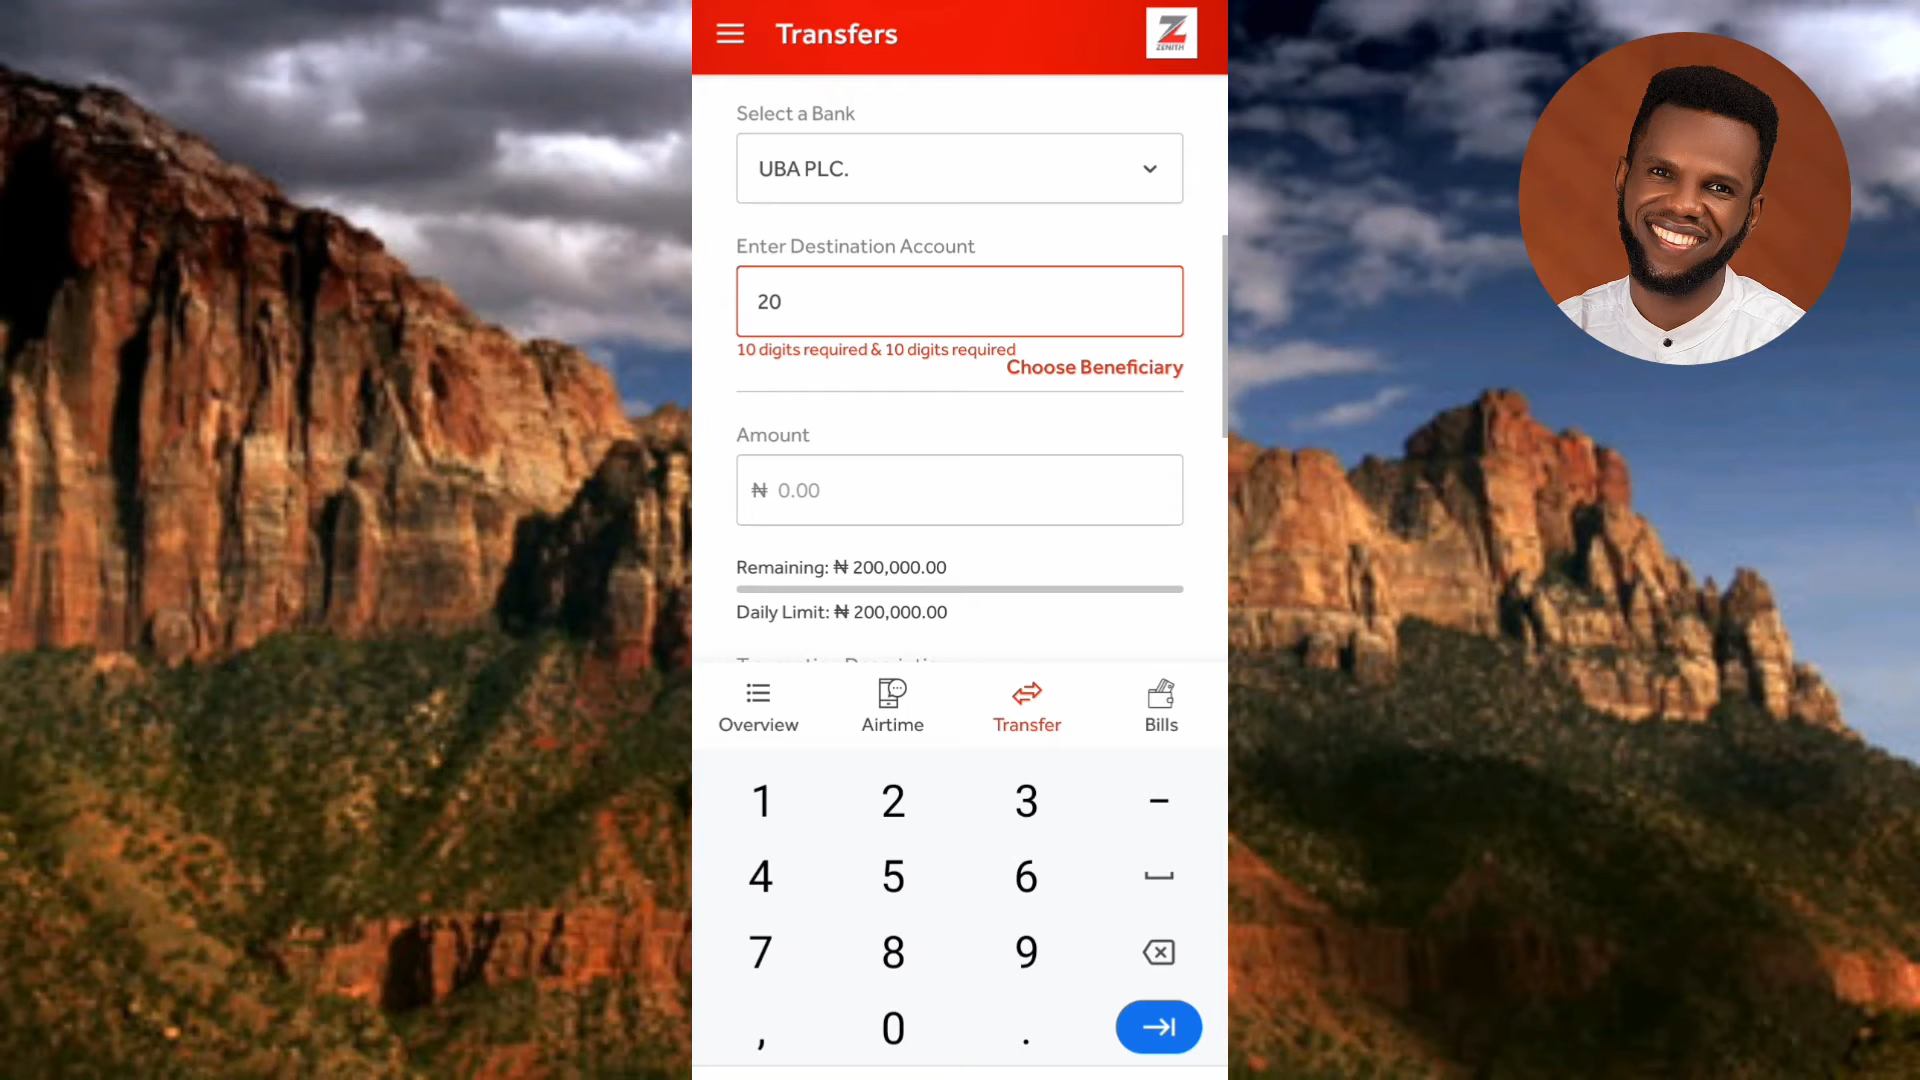 Transfers
ZENITH
Select a Bank
UBA PLC.
Enter Destination Account
20
10 digits required & 10 digits required
Choose Beneficiary
Amount
₦ 0.00
Remaining: ₦ 200,000.00
Daily Limit: ₦ 200,000.00
Overview Airtime Transfer Bills
1 2 3 -
4 5 6
7 8 9
, 0 .